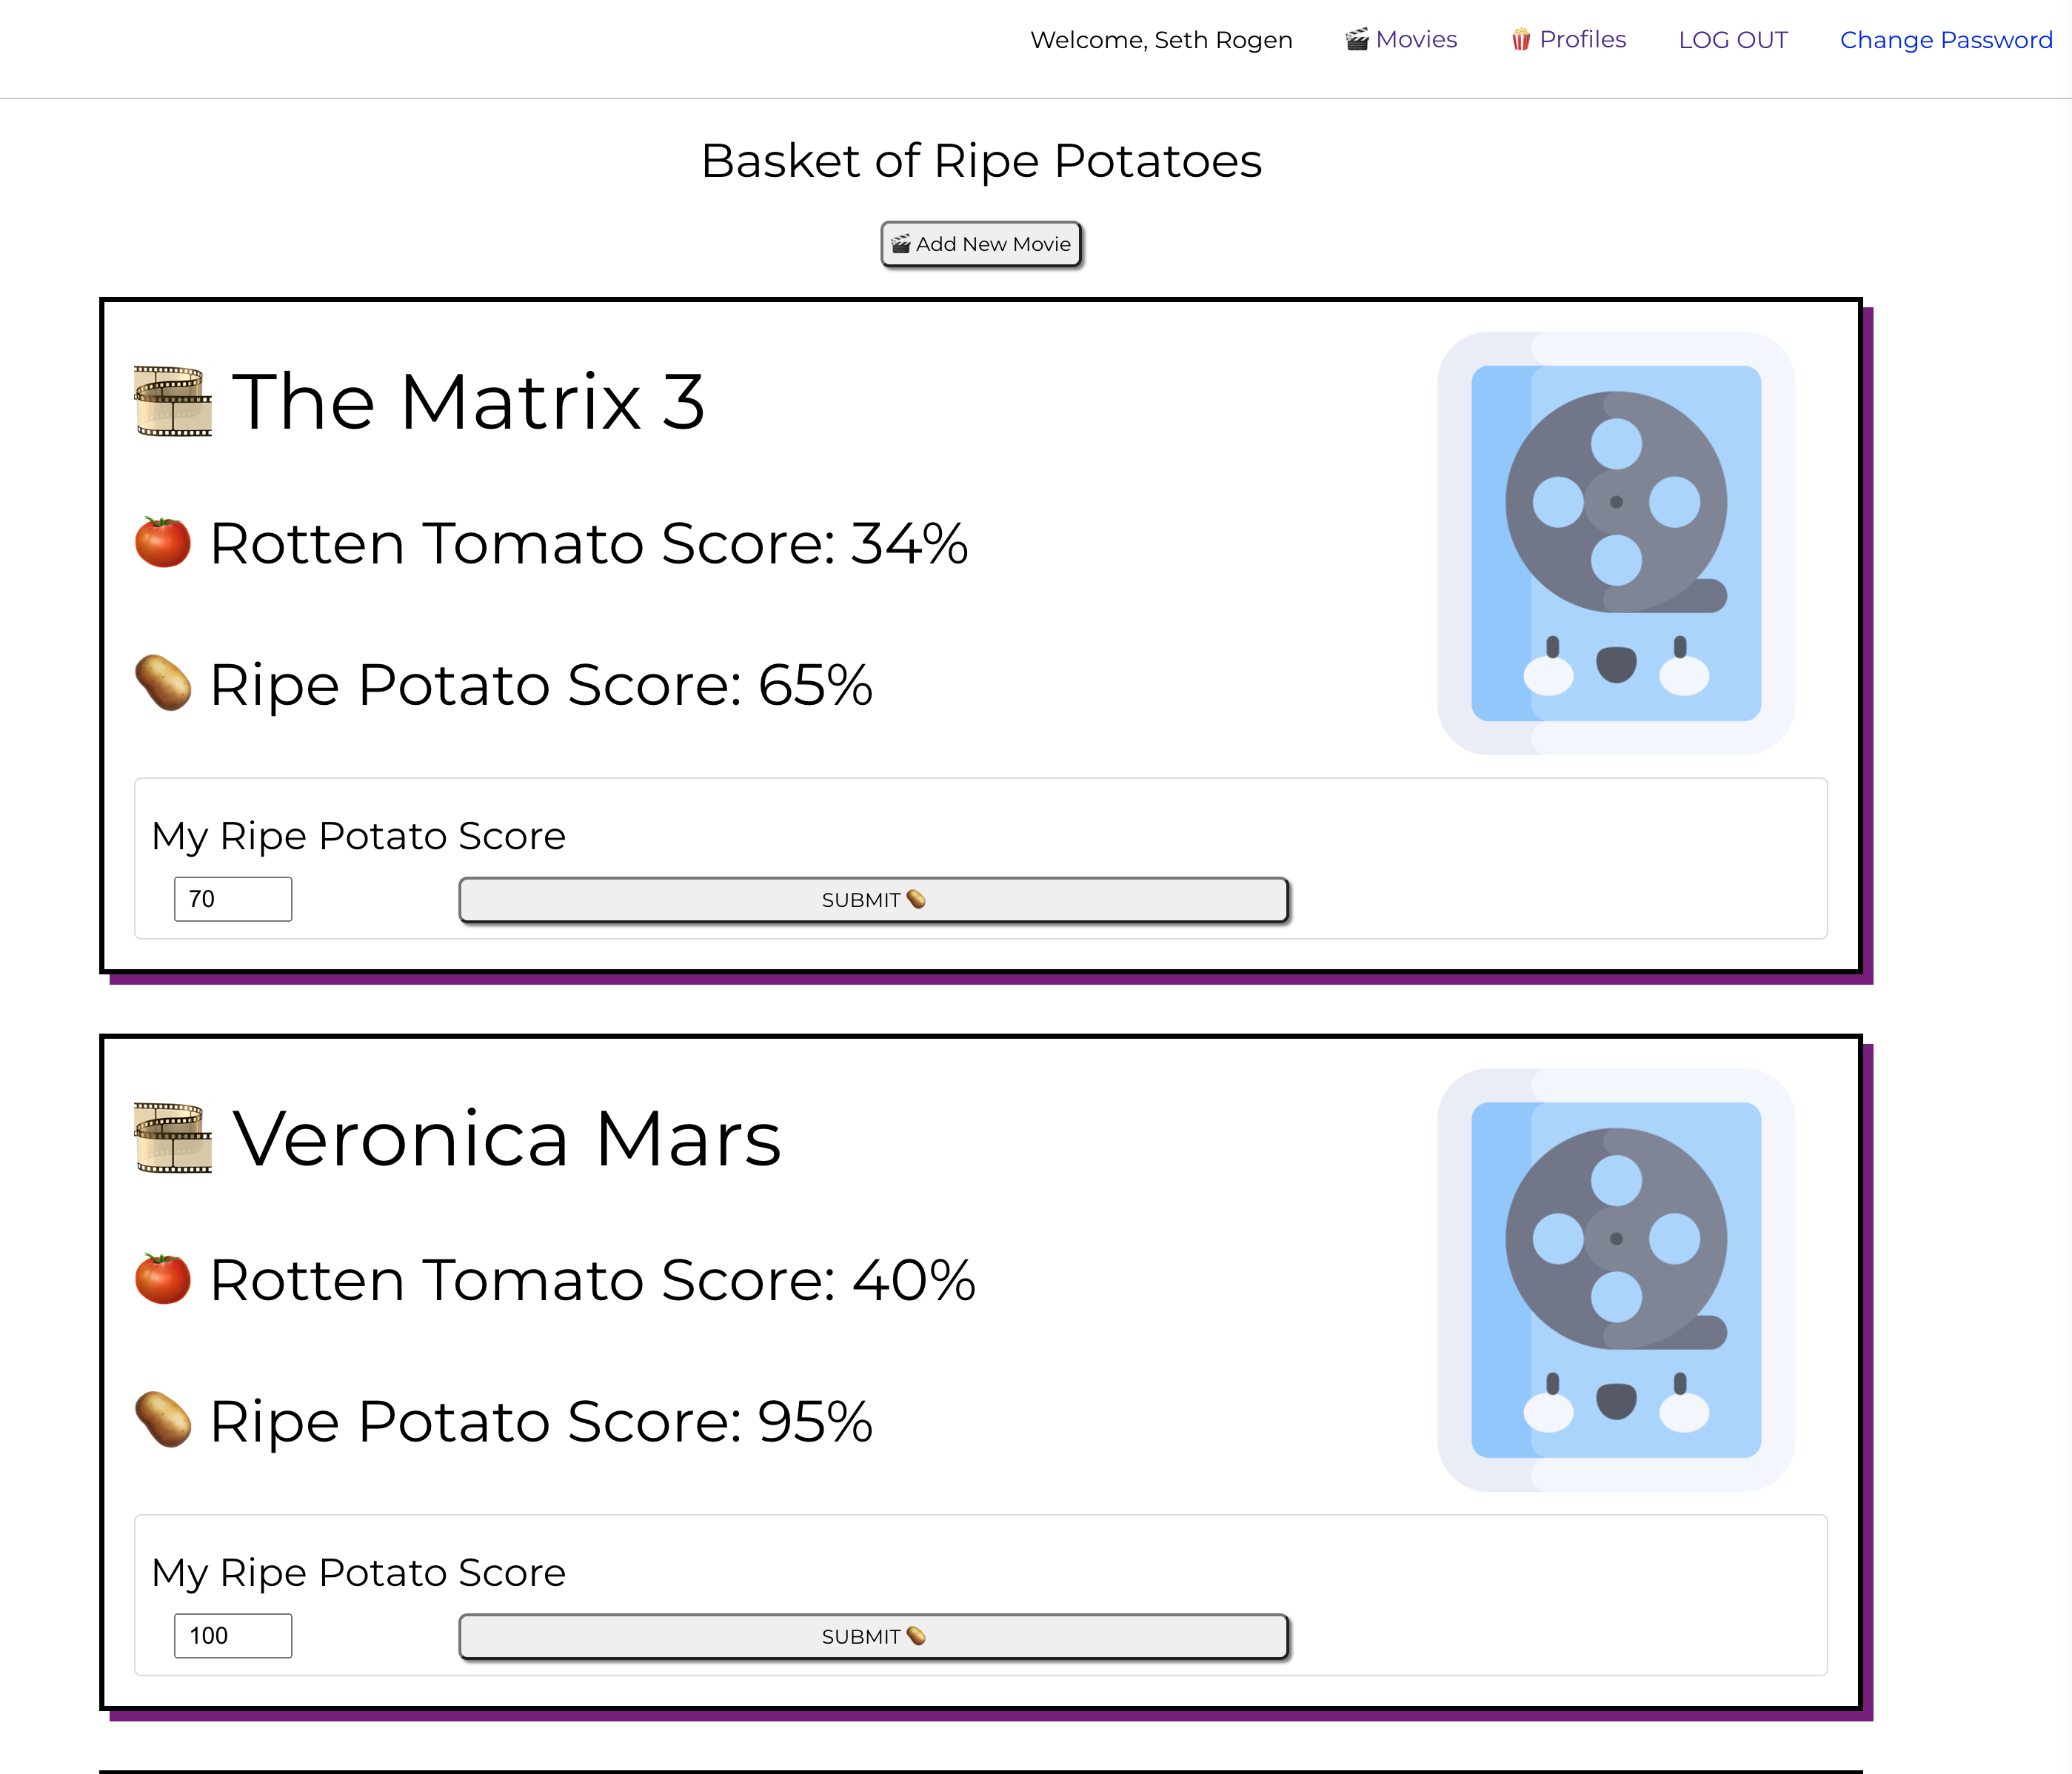 Welcome, Seth Rogen 🎬 Movies 🍿 Profiles LOG OUT Change Password
Basket of Ripe Potatoes
🎬 Add New Movie
🎞 The Matrix 3
🍅 Rotten Tomato Score: 34%
🥔 Ripe Potato Score: 65%
My Ripe Potato Score
70 SUBMIT 🥔
🎞 Veronica Mars
🍅 Rotten Tomato Score: 40%
🥔 Ripe Potato Score: 95%
My Ripe Potato Score
100 SUBMIT 🥔